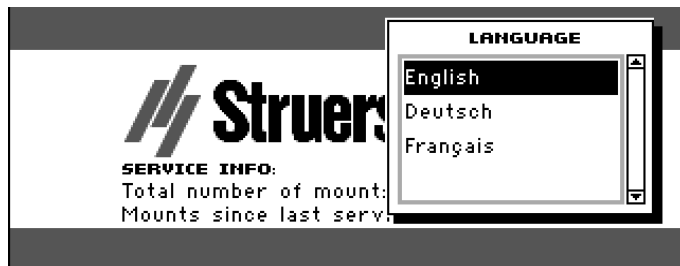 LANGUAGE
English
Deutsch
Français
Struers
SERVICE INFO:
Total number of mount
Mounts since last serv